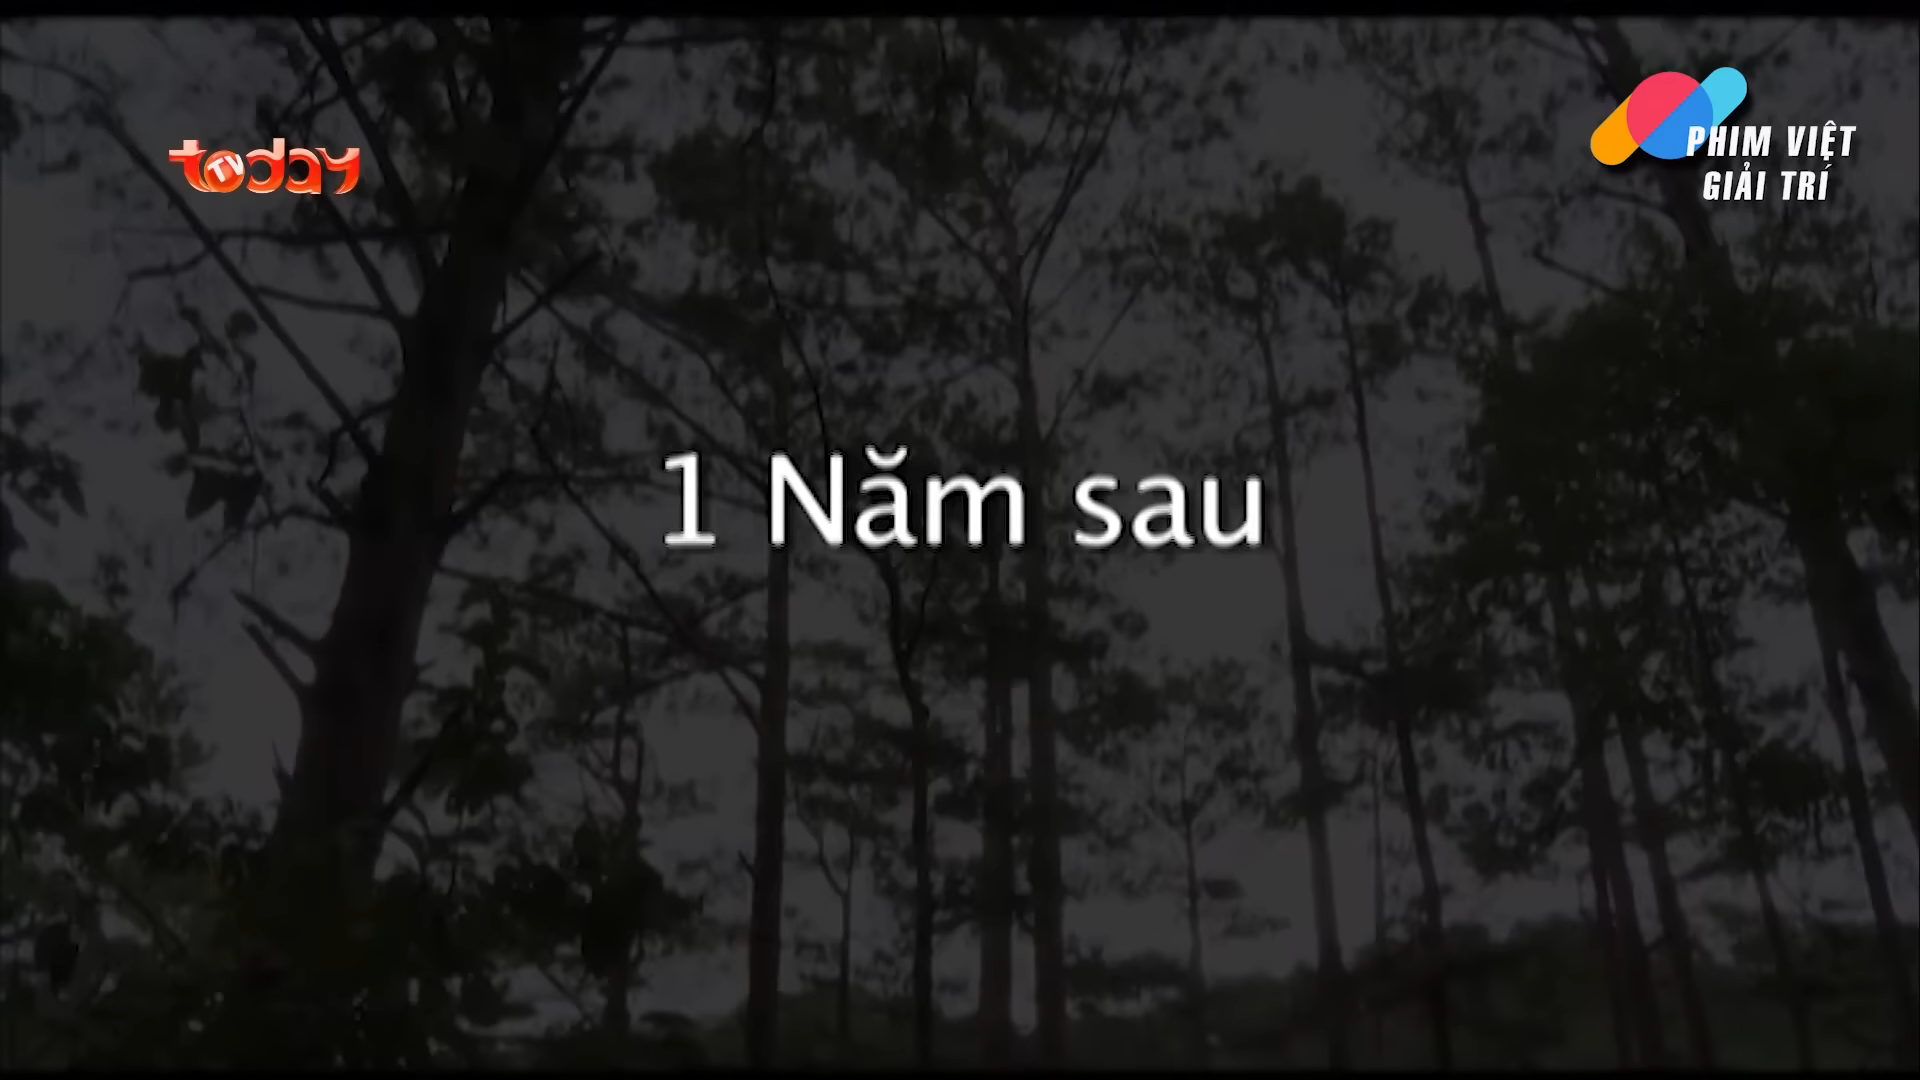 today
TV
PHIM VIỆT
GIẢI TRÍ
1 Năm sau